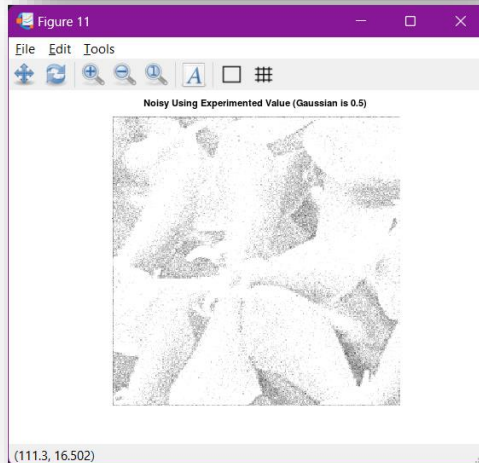 Figure 11
File Edit Tools
A
Noisy Using Experimented Value (Gaussian is 0.5)
(111.3, 16.502)